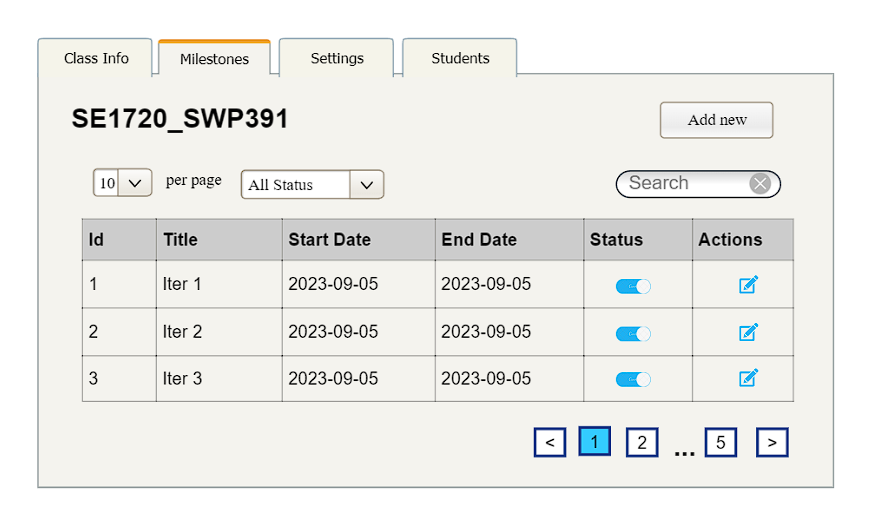 Class Info Milestones Settings Students
SE1720_SWP391 Add new
10 per page All Status Search
Id Title Start Date End Date Status Actions
1 Iter 1 2023-09-05 2023-09-05
2 Iter 2 2023-09-05 2023-09-05
3 Iter 3 2023-09-05 2023-09-05
< 1 2 ... 5 >